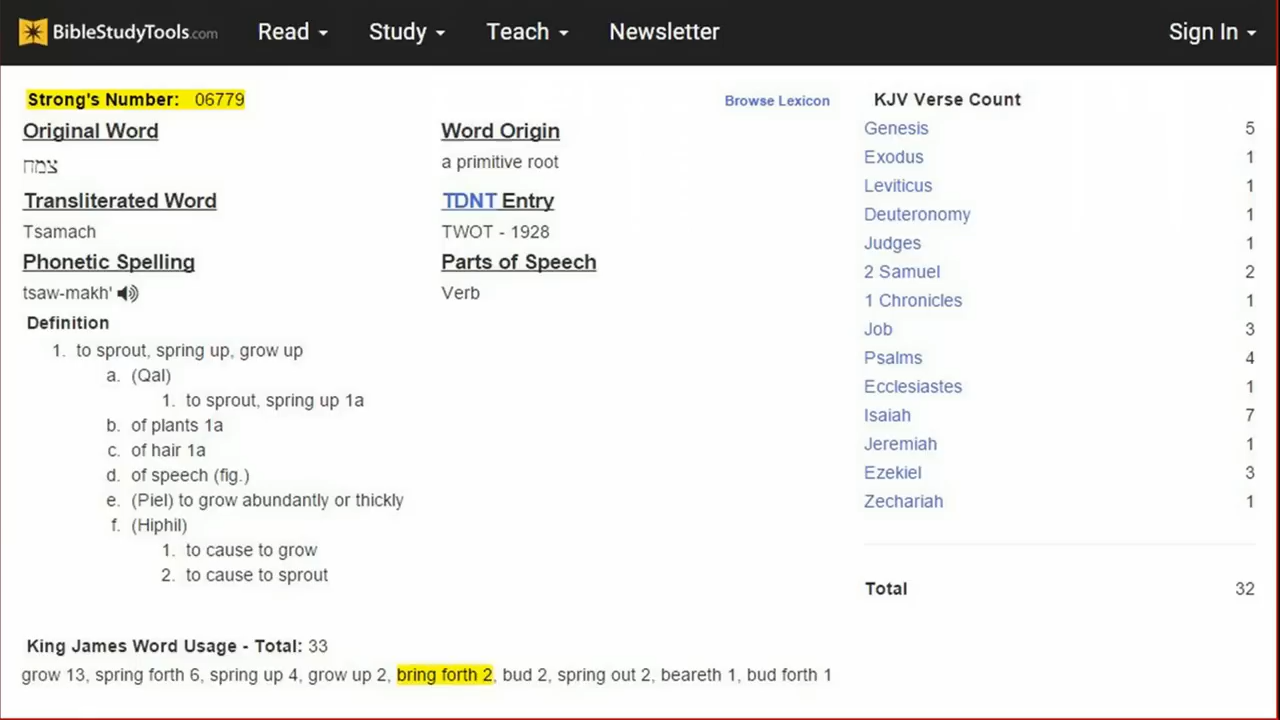 BIBLESTUDYTOOLS.com Read Study Teach Newsletter Sign In
Strong's Number: 06779
Browse Lexicon
Original Word
Word Origin
צמח
a primitive root
Transliterated Word
TDNT Entry
Tsamach
TWOT - 1928
Phonetic Spelling
Parts of Speech
tsaw-makh'
Verb
Definition
1. to sprout, spring up, grow up
a. (Qal)
1. to sprout, spring up 1a
b. of plants 1a
c. of hair 1a
d. of speech (fig.)
e. (Piel) to grow abundantly or thickly
f. (Hiphil)
1. to cause to grow
2. to cause to sprout
King James Word Usage - Total: 33
grow 13, spring forth 6, spring up 4, grow up 2, bring forth 2, bud 2, spring out 2, beareth 1, bud forth 1
KJV Verse Count
Genesis 5
Exodus 1
Leviticus 1
Deuteronomy 1
Judges 1
2 Samuel 2
1 Chronicles 1
Job 3
Psalms 4
Ecclesiastes 1
Isaiah 7
Jeremiah 1
Ezekiel 3
Zechariah 1
Total 32